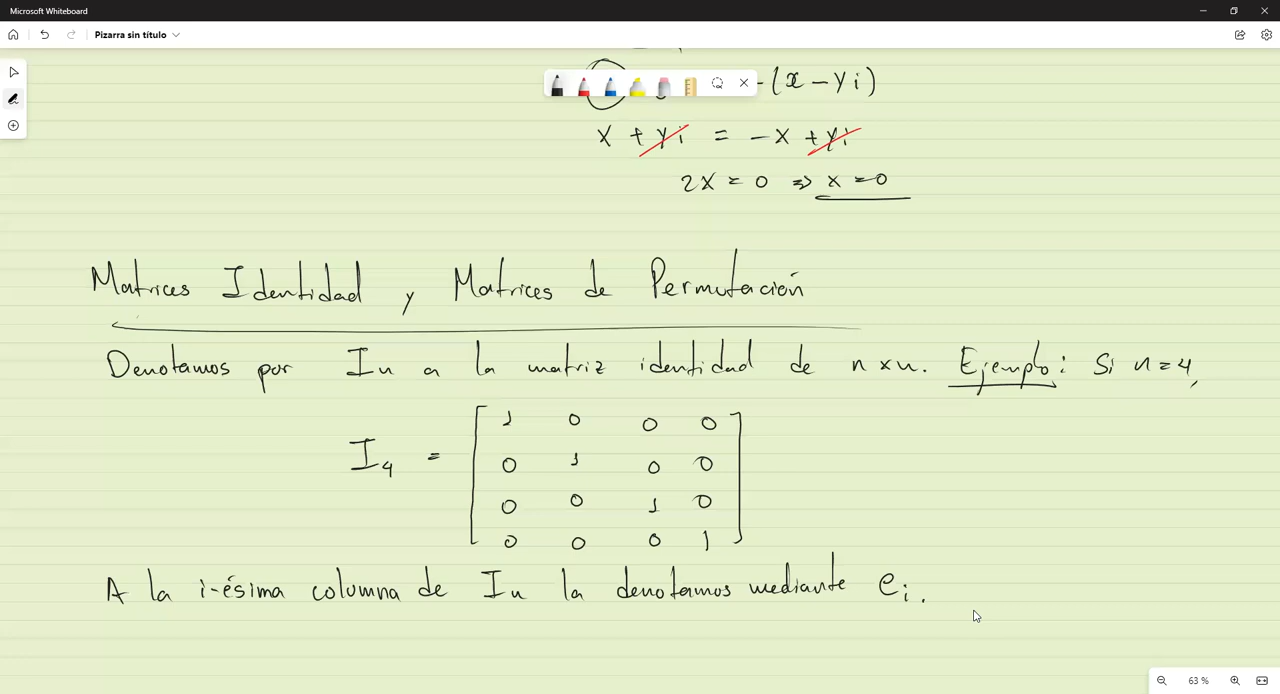 Microsoft Whiteboard
Pizarra sin título
-(x - yi)
x + yi = -x + yi
2x = 0 => x = 0
Matrices Identidad y Matrices de Permutación
Denotamos por In a la matriz identidad de n x n. Ejemplo: Si n = 4,
I4 =
1 0 0 0
0 1 0 0
0 0 1 0
0 0 0 1
A la i-ésima columna de In la denotamos mediante ei.
63 %